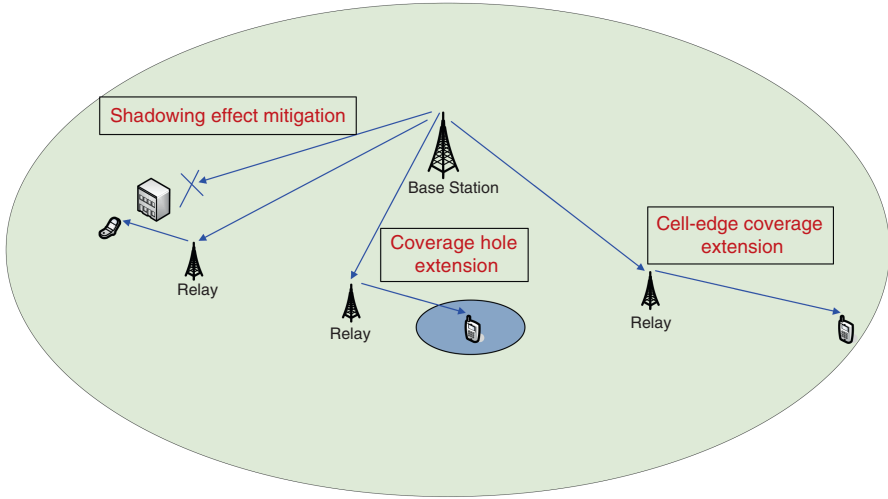 Shadowing effect mitigation
Base Station
Cell-edge coverage
extension
Coverage hole
extension
Relay
Relay
Relay